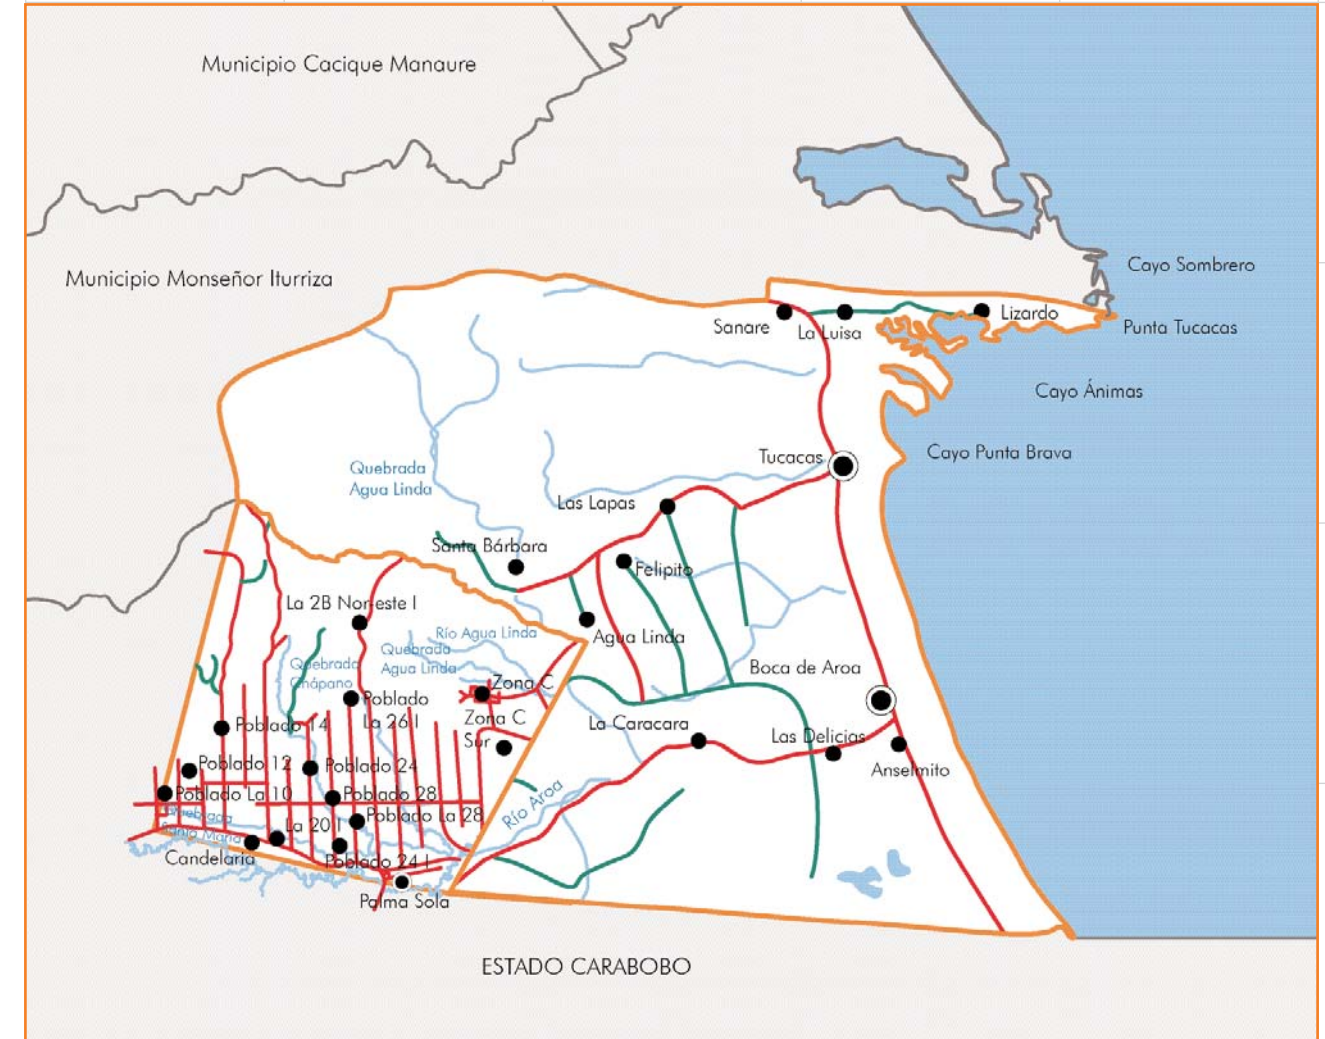 Municipio Cacique Manaure
Cayo Sombrero
Municipio Monseñor Iturriza
Lizardo
Sanare
La Luisa
Punta Tucacas
Cayo Ánimas
Cayo Punta Brava
Tucacas
Quebrada
Agua Linda
Las Lapas
Santa Bárbara
Felipito
La 2B Nor-este I
Río Agua Linda
Agua Linda
Quebrada
Agua Linda
Quebrada
Guápano
Boca de Aroa
Zona C
Poblado
La 26 I
Zona C
Sur
La Caracara
Poblado 14
Las Delicias
Poblado 12
Poblado 24
Anselmito
Poblado La 10
Poblado 28
Río Aroa
Quebrada
Santa María
Poblado La 28
La 20 I
Candelaria
Poblado 24 I
Palma Sola
ESTADO CARABOBO